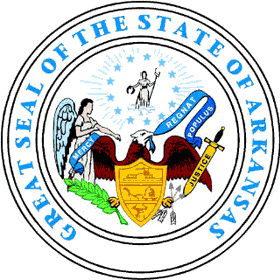 GREAT SEAL OF THE STATE OF ARKANSAS
REGNAT
POPULUS
MERCY
JUSTICE